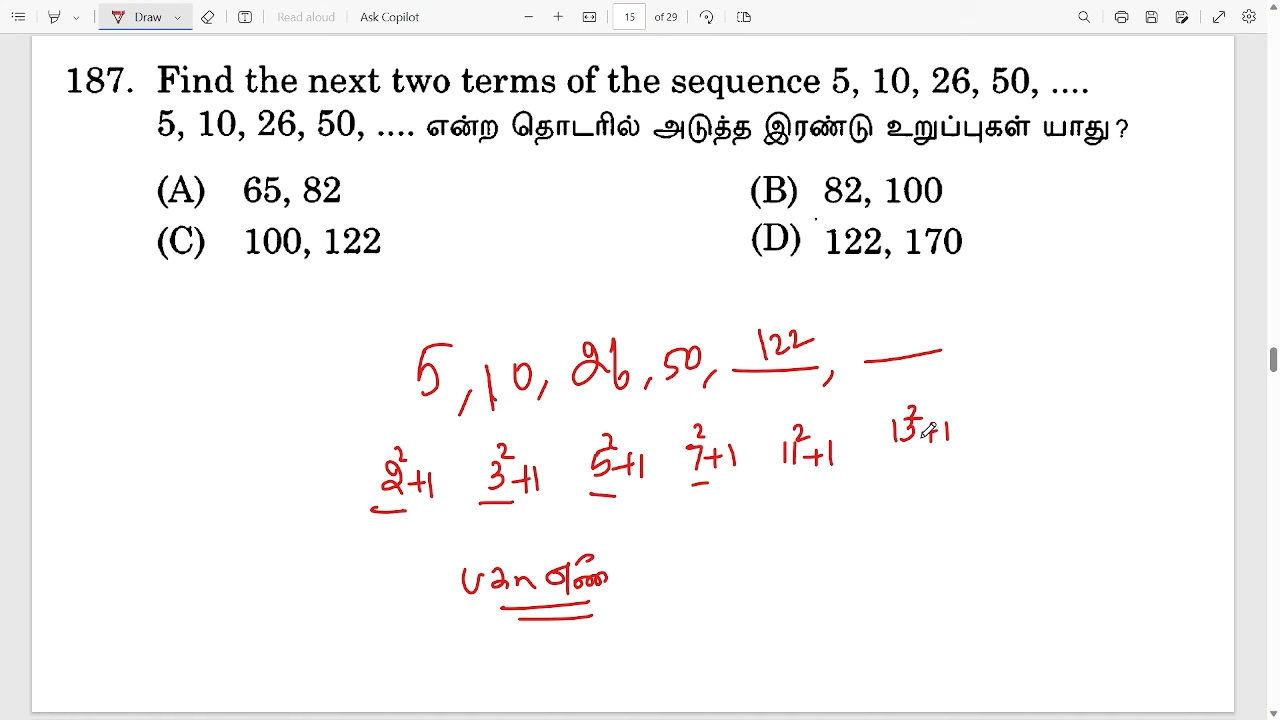 Draw Read aloud Ask Copilot 15 of 29
187. Find the next two terms of the sequence 5, 10, 26, 50, ....
5, 10, 26, 50, .... என்ற தொடரில் அடுத்த இரண்டு உறுப்புகள் யாது?
(A) 65, 82 (B) 82, 100
(C) 100, 122 (D) 122, 170
5, 10, 26, 50, 122,
2²+1 3²+1 5²+1 7²+1 11²+1 13²+1